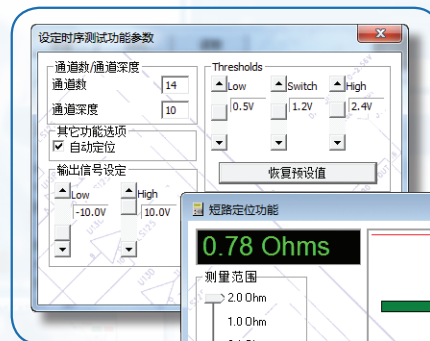 设定时序测试功能参数
通道数/通道深度
通道数 14
通道深度 10
其它功能选项
自动定位
输出信号设定
Low High
-10.0V 10.0V
Thresholds
Low Switch High
0.5V 1.2V 2.4V
恢复预设值
短路定位功能
0.78 Ohms
测量范围
2.0 Ohm
1.0 Ohm